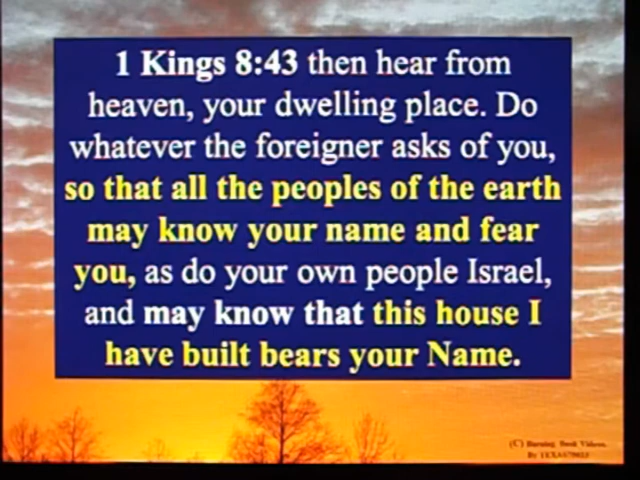 1 Kings 8:43 then hear from
heaven, your dwelling place. Do
whatever the foreigner asks of you,
so that all the peoples of the earth
may know your name and fear
you, as do your own people Israel,
and may know that this house I
have built bears your Name.
(C) Burning Book Videos.
By